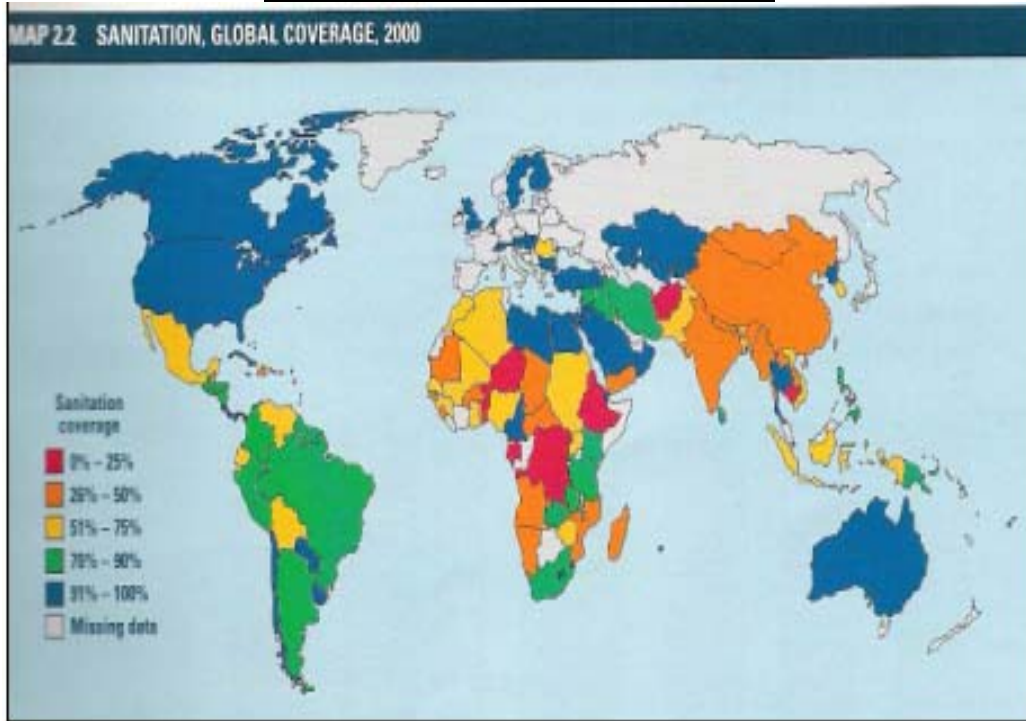 MAP 2.2 SANITATION, GLOBAL COVERAGE, 2000
Sanitation
coverage
0% – 25%
26% – 50%
51% – 75%
76% – 90%
91% – 100%
Missing data